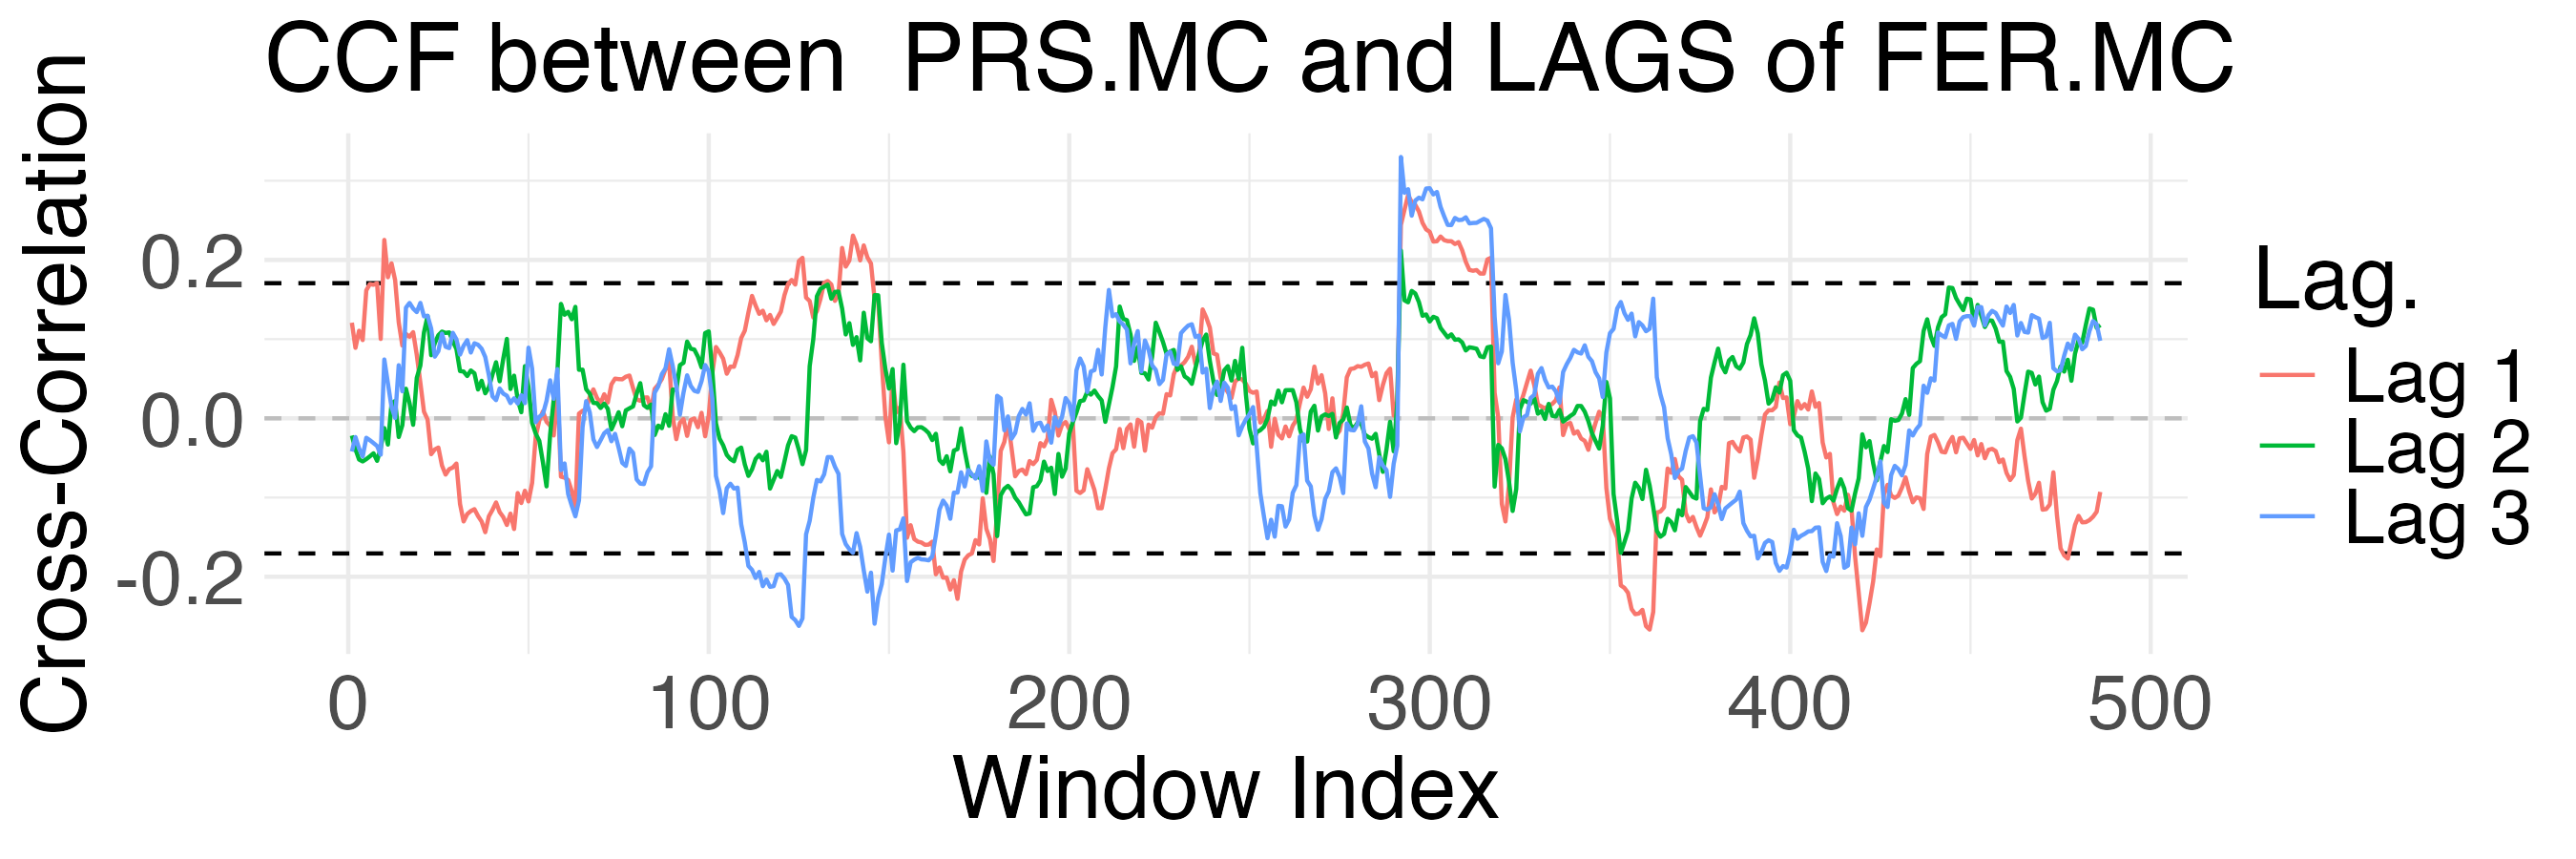 CCF between  PRS.MC and LAGS of FER.MC
Cross-Correlation
0.2
0.0
-0.2
0 100 200 300 400 500
Window Index
Lag.
Lag 1
Lag 2
Lag 3